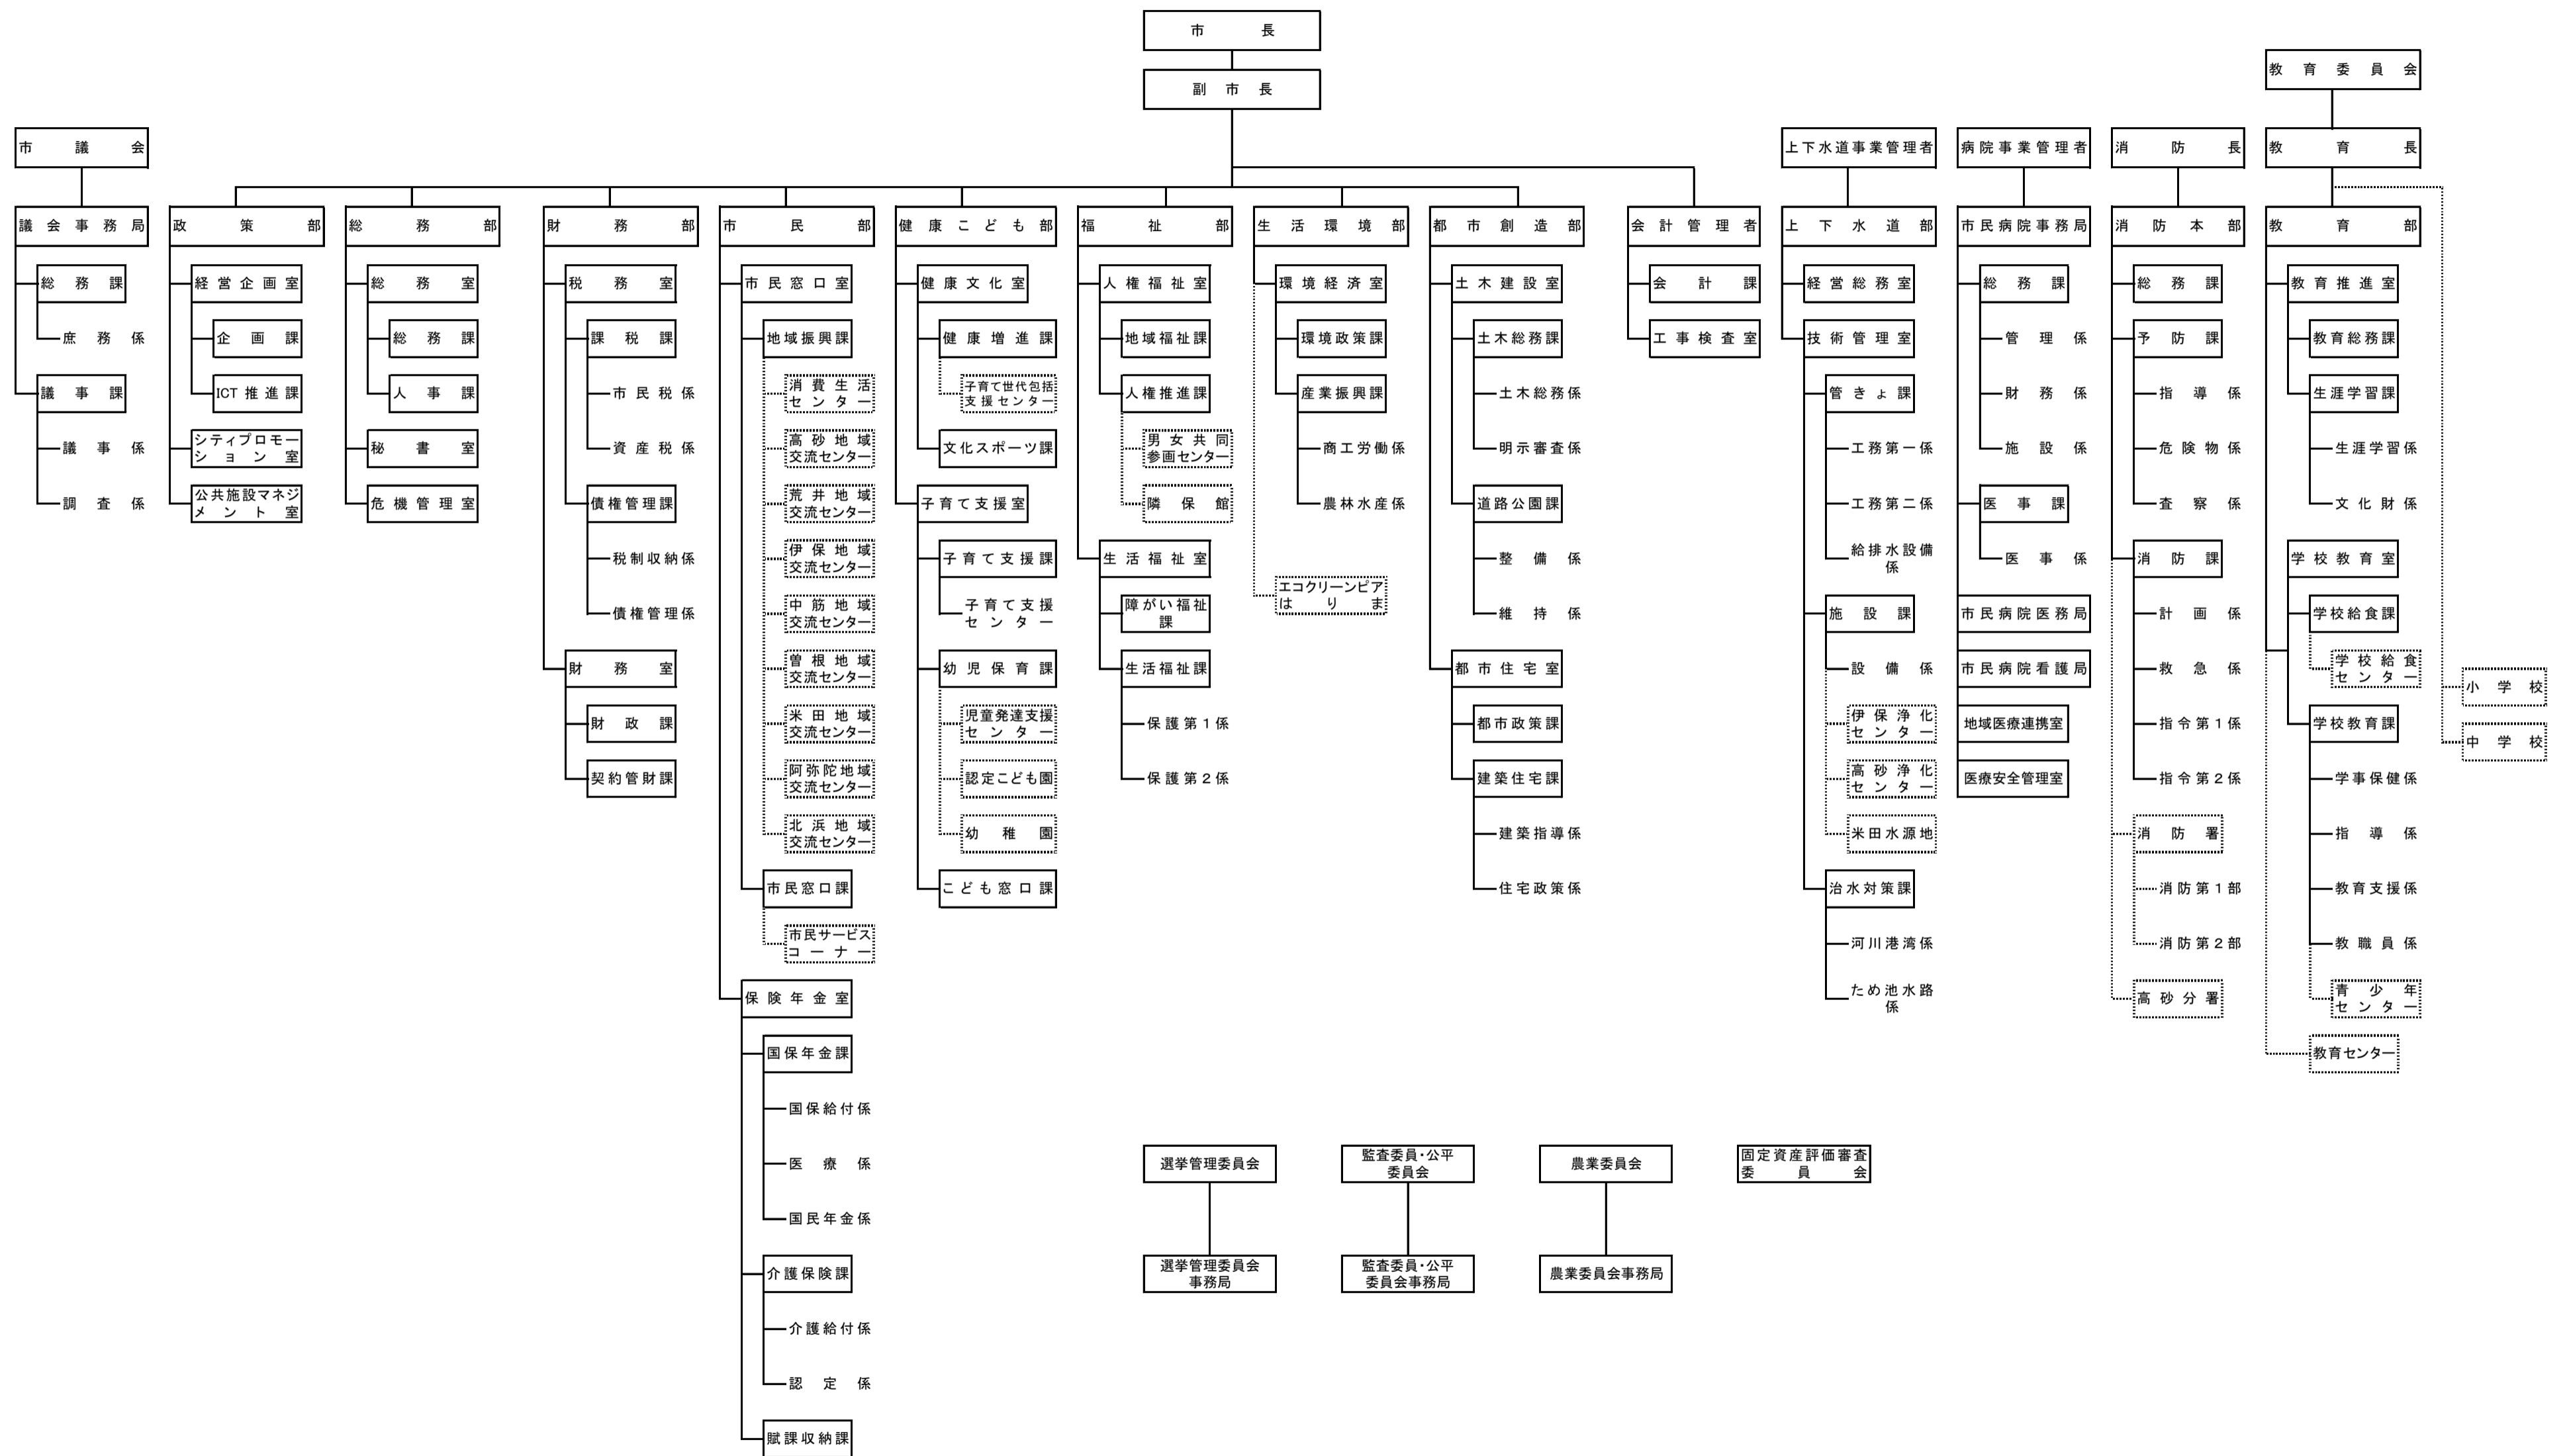 市長
副市長
教育委員会
市議会
上下水道事業管理者
病院事業管理者
消防長
教育長
議会事務局
総務課
庶務係
議事課
議事係
調査係
政策部
経営企画室
企画課
ICT推進課
シティプロモー
ション室
公共施設マネジ
メント室
総務部
総務室
総務課
人事課
秘書室
危機管理室
財務部
税務室
課税課
市民税係
資産税係
債権管理課
税制収納係
債権管理係
財務室
財政課
契約管財課
市民部
市民窓口室
地域振興課
消費生活
センター
高砂地域
交流センター
荒井地域
交流センター
伊保地域
交流センター
中筋地域
交流センター
曽根地域
交流センター
米田地域
交流センター
阿弥陀地域
交流センター
北浜地域
交流センター
市民窓口課
市民サービス
コーナー
保険年金室
国保年金課
国保給付係
医療係
国民年金係
介護保険課
介護給付係
認定係
賦課収納課
健康こども部
健康文化室
健康増進課
子育て世代包括
支援センター
文化スポーツ課
子育て支援室
子育て支援課
子育て支援
センター
幼児保育課
児童発達支援
センター
認定こども園
幼稚園
こども窓口課
福祉部
人権福祉室
地域福祉課
人権推進課
男女共同
参画センター
隣保館
生活福祉室
障がい福祉
課
生活福祉課
保護第1係
保護第2係
生活環境部
環境経済室
環境政策課
産業振興課
商工労働係
農林水産係
エコクリーンピア
はりま
都市創造部
土木建設室
土木総務課
土木総務係
明示審査係
道路公園課
整備係
維持係
都市住宅室
都市政策課
建築住宅課
建築指導係
住宅政策係
会計管理者
会計課
工事検査室
上下水道部
経営総務室
技術管理室
管きょ課
工務第一係
工務第二係
給排水設備
係
施設課
設備係
伊保浄化
センター
高砂浄化
センター
米田水源地
治水対策課
河川港湾係
ため池水路
係
市民病院事務局
総務課
管理係
財務係
施設係
医事課
医事係
市民病院医務局
市民病院看護局
地域医療連携室
医療安全管理室
消防本部
総務課
予防課
指導係
危険物係
査察係
消防課
計画係
救急係
指令第1係
指令第2係
消防署
消防第1部
消防第2部
高砂分署
教育部
教育推進室
教育総務課
生涯学習課
生涯学習係
文化財係
学校教育室
学校給食課
学校給食
センター
学校教育課
学事保健係
指導係
教育支援係
教職員係
青少年
センター
教育センター
小学校
中学校
選挙管理委員会
選挙管理委員会
事務局
監査委員・公平
委員会
監査委員・公平
委員会事務局
農業委員会
農業委員会事務局
固定資産評価審査
委員会